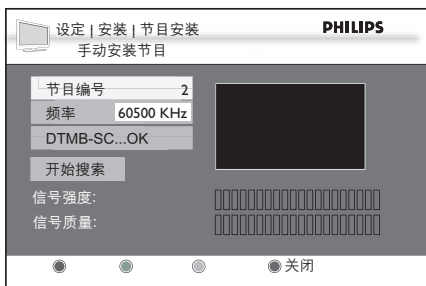 设定 | 安装 | 节目安装
PHILIPS
手动安装节目
节目编号 2
频率 60500 KHz
DTMB-SC...OK
开始搜索
信号强度:
信号质量:
关闭